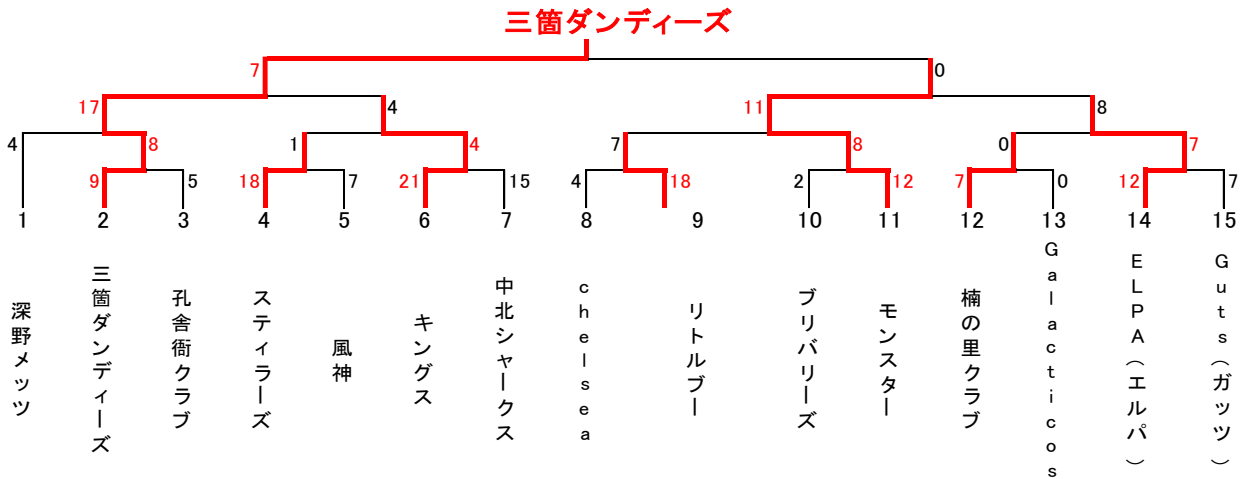 三箇ダンディーズ
7 0
17 4 11 8
4 8 1 4 7 8 0 7
9 5 18 7 21 15 4 18 2 12 7 0 12 7
1 2 3 4 5 6 7 8 9 10 11 12 13 14 15
深野メッツ
三箇ダンディーズ
孔舎衙クラブ
スティラーズ
風神
キングス
中北シャークス
chelsea
リトルブー
ブリバリーズ
モンスター
楠の里クラブ
Galacticos
ELPA(エルパ)
Guts(ガッツ)